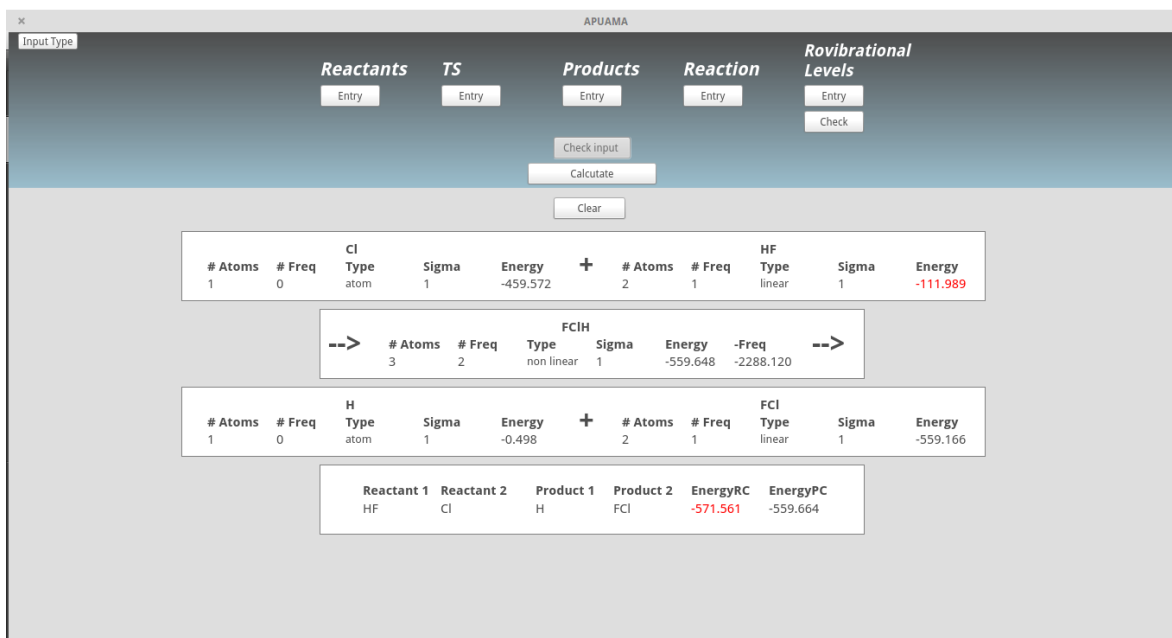 × APUAMA
Input Type
Reactants TS Products Reaction Rovibrational Levels
Entry Entry Entry Entry Entry
Check
Check input
Calcutate
Clear
Cl HF
# Atoms # Freq Type Sigma Energy + # Atoms # Freq Type Sigma Energy
1 0 atom 1 -459.572 2 1 linear 1 -111.989
FClH
--> # Atoms # Freq Type Sigma Energy -Freq -->
3 2 non linear 1 -559.648 -2288.120
H FCl
# Atoms # Freq Type Sigma Energy + # Atoms # Freq Type Sigma Energy
1 0 atom 1 -0.498 2 1 linear 1 -559.166
Reactant 1 Reactant 2 Product 1 Product 2 EnergyRC EnergyPC
HF Cl H FCl -571.561 -559.664